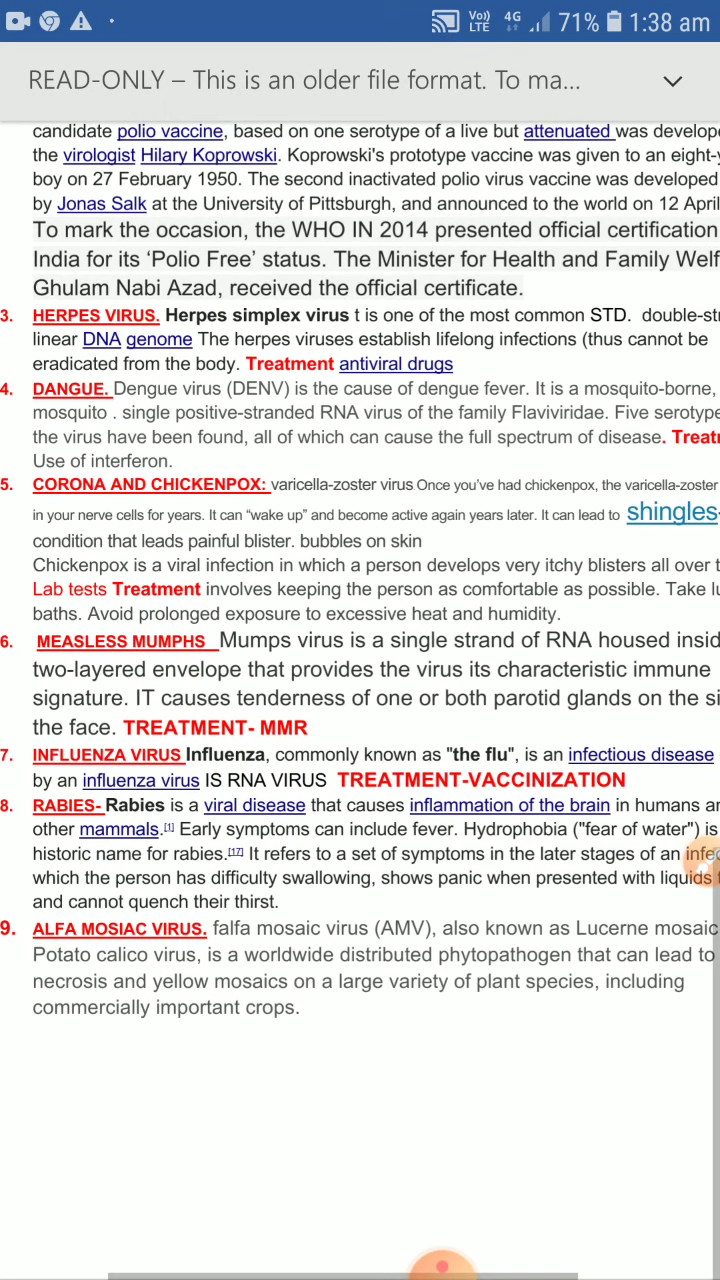 Vo)) LTE 4G 71% 1:38 am
READ-ONLY – This is an older file format. To ma...
candidate polio vaccine, based on one serotype of a live but attenuated was develop
the virologist Hilary Koprowski. Koprowski's prototype vaccine was given to an eight-y
boy on 27 February 1950. The second inactivated polio virus vaccine was developed
by Jonas Salk at the University of Pittsburgh, and announced to the world on 12 April
To mark the occasion, the WHO IN 2014 presented official certification
India for its ‘Polio Free’ status. The Minister for Health and Family Welf
Ghulam Nabi Azad, received the official certificate.
3. HERPES VIRUS. Herpes simplex virus t is one of the most common STD. double-str
linear DNA genome The herpes viruses establish lifelong infections (thus cannot be
eradicated from the body. Treatment antiviral drugs
4. DANGUE. Dengue virus (DENV) is the cause of dengue fever. It is a mosquito-borne,
mosquito . single positive-stranded RNA virus of the family Flaviviridae. Five serotype
the virus have been found, all of which can cause the full spectrum of disease. Treatm
Use of interferon.
5. CORONA AND CHICKENPOX: varicella-zoster virus.Once you’ve had chickenpox, the varicella-zoster
in your nerve cells for years. It can “wake up” and become active again years later. It can lead to shingles-
condition that leads painful blister. bubbles on skin
Chickenpox is a viral infection in which a person develops very itchy blisters all over t
Lab tests Treatment involves keeping the person as comfortable as possible. Take lu
baths. Avoid prolonged exposure to excessive heat and humidity.
6. MEASLESS MUMPHS Mumps virus is a single strand of RNA housed insid
two-layered envelope that provides the virus its characteristic immune
signature. IT causes tenderness of one or both parotid glands on the si
the face. TREATMENT- MMR
7. INFLUENZA VIRUS Influenza, commonly known as "the flu", is an infectious disease
by an influenza virus IS RNA VIRUS TREATMENT-VACCINIZATION
8. RABIES- Rabies is a viral disease that causes inflammation of the brain in humans an
other mammals.[1] Early symptoms can include fever. Hydrophobia ("fear of water") is
historic name for rabies.[17] It refers to a set of symptoms in the later stages of an infec
which the person has difficulty swallowing, shows panic when presented with liquids t
and cannot quench their thirst.
9. ALFA MOSIAC VIRUS. falfa mosaic virus (AMV), also known as Lucerne mosaic
Potato calico virus, is a worldwide distributed phytopathogen that can lead to
necrosis and yellow mosaics on a large variety of plant species, including
commercially important crops.